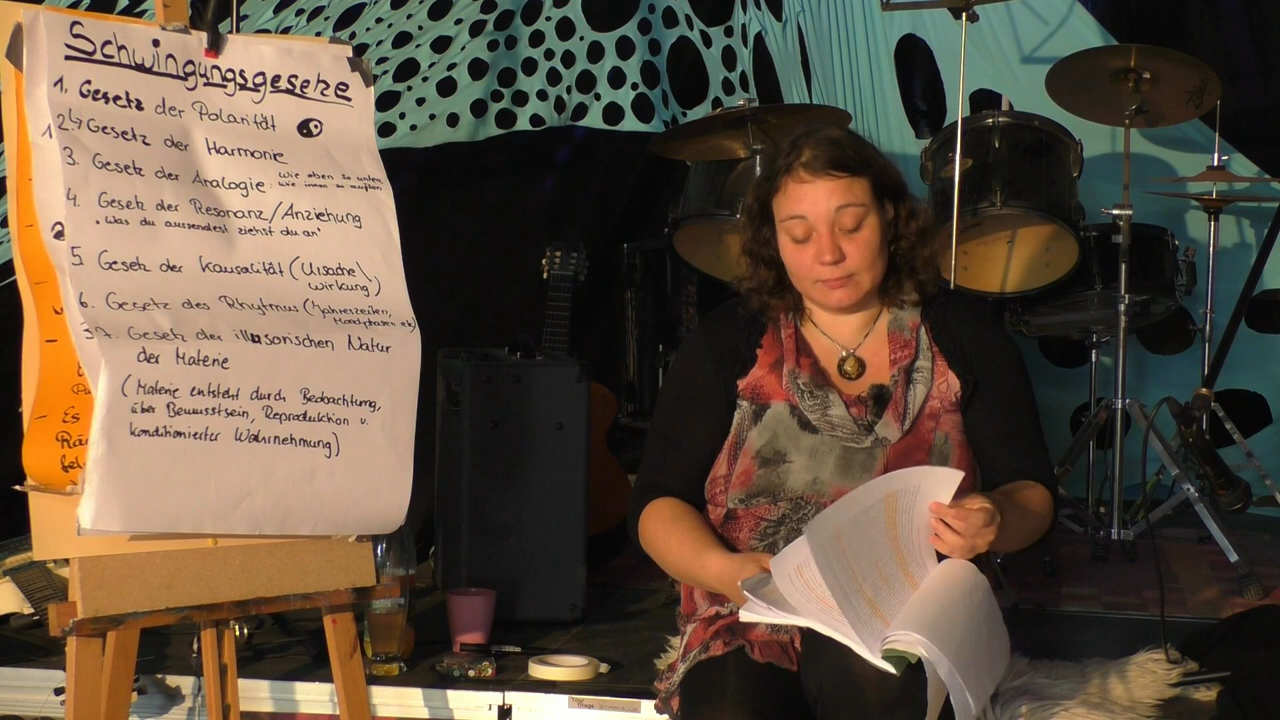 Schwingungsgesetze
1. Gesetz der Polarität
2. Gesetz der Harmonie
3. Gesetz der Analogie: wie oben so unten
wie innen so außen
4. Gesetz der Resonanz/Anziehung
• Was du aussendest ziehst du an"
5. Gesetz der Kausalität (Ursache
wirkung)
6. Gesetz des Rhytmus (Jahreszeiten,
Mondphasen etc)
7. Gesetz der illusorischen Natur
der Materie
(Materie entsteht durch Beobachtung,
über Bewusstsein, Reproduktion u.
konditionierter Wahrnehmung)
Es